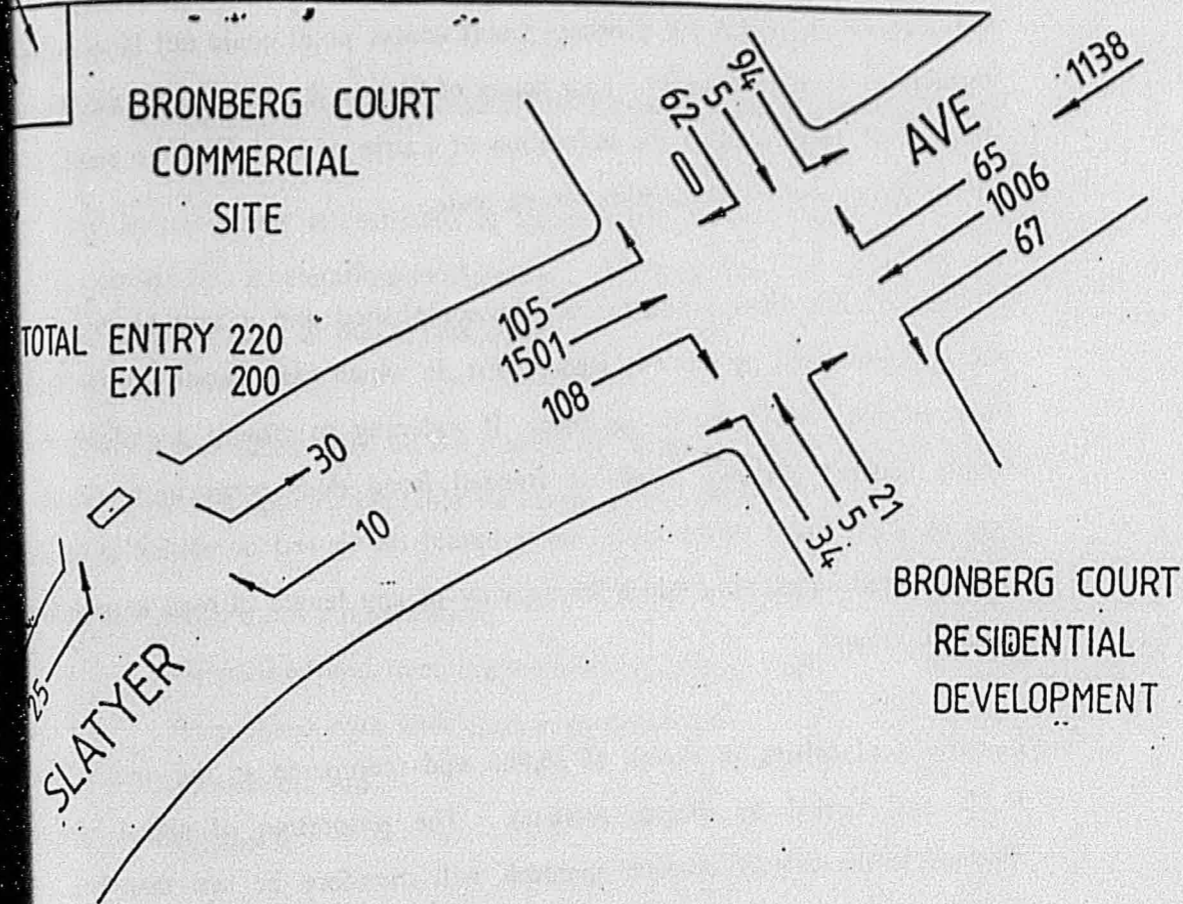 BRONBERG COURT
COMMERCIAL
SITE
62
5
94
AVE
1138
65
1006
67
TOTAL ENTRY 220
EXIT 200
105
1501
108
30
10
21
5
34
25
SLATYER
BRONBERG COURT
RESIDENTIAL
DEVELOPMENT